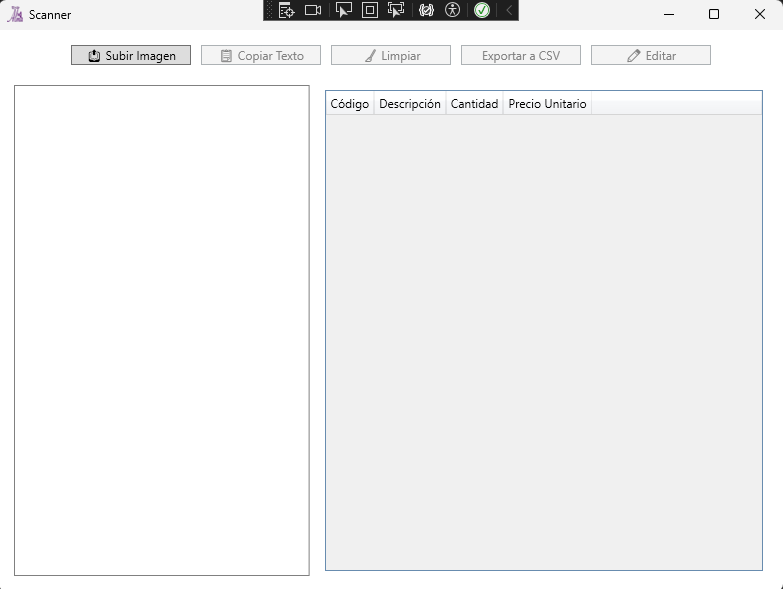 Scanner
Subir Imagen Copiar Texto Limpiar Exportar a CSV Editar
Código Descripción Cantidad Precio Unitario